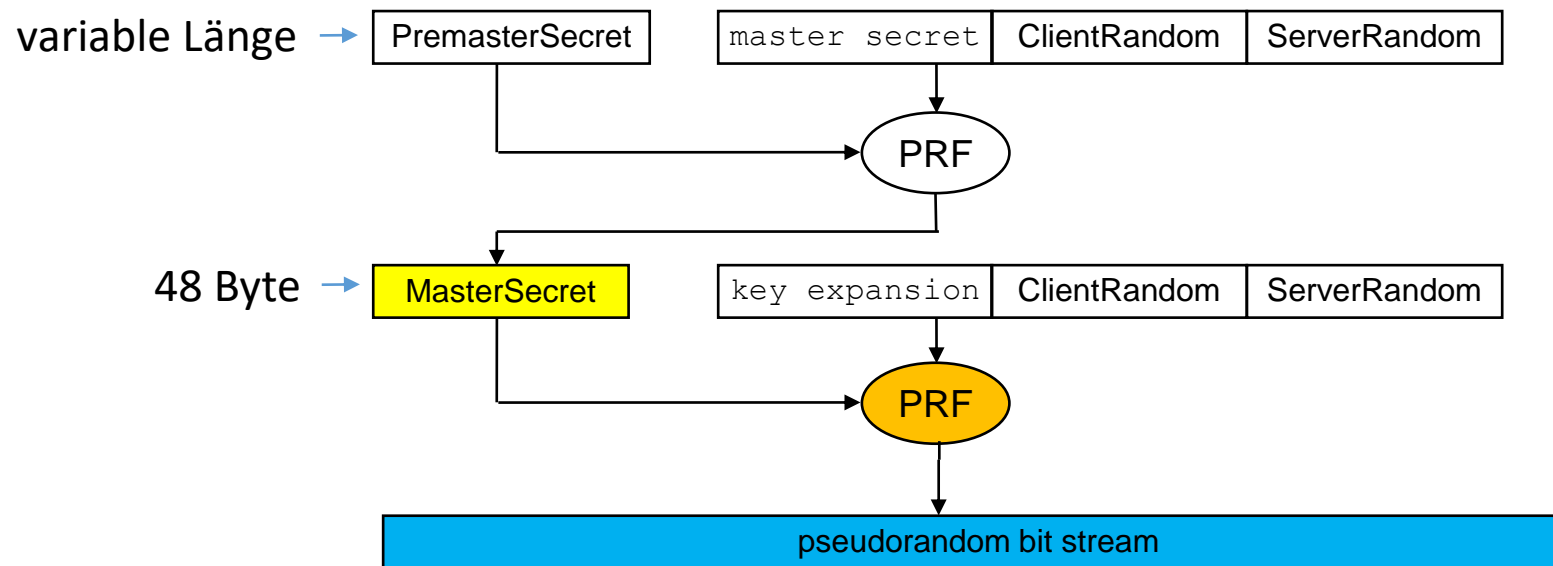 variable Länge PremasterSecret master secret ClientRandom ServerRandom
PRF
48 Byte MasterSecret key expansion ClientRandom ServerRandom
PRF
pseudorandom bit stream